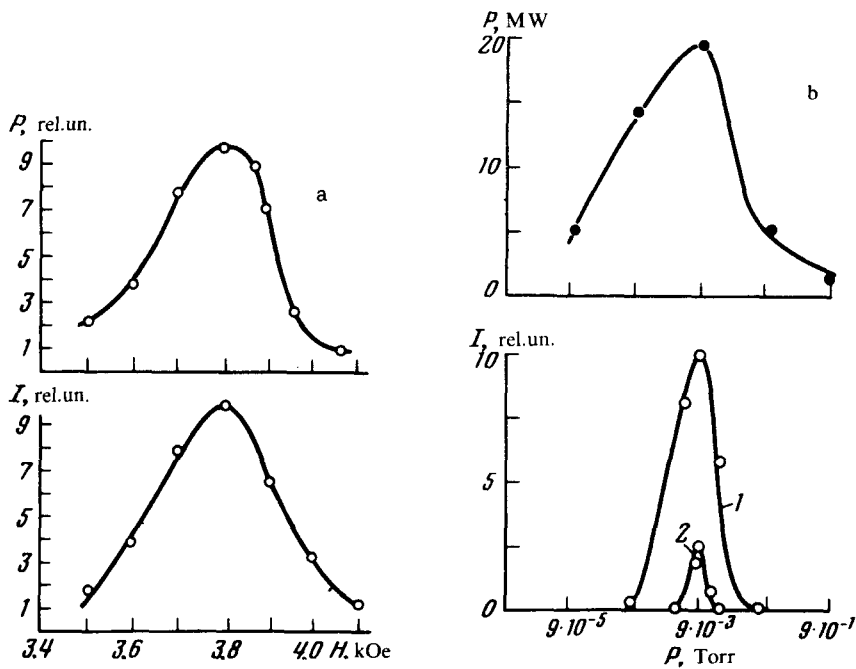 P, MW
20
10
0
b
P, rel.un.
9
7
5
3
1
a
I, rel.un.
9
7
5
3
1
3.4 3.6 3.8 4.0 H, kOe
I, rel.un.
10
5
0
1
2
9·10⁻⁵ 9·10⁻³ 9·10⁻¹
P, Torr